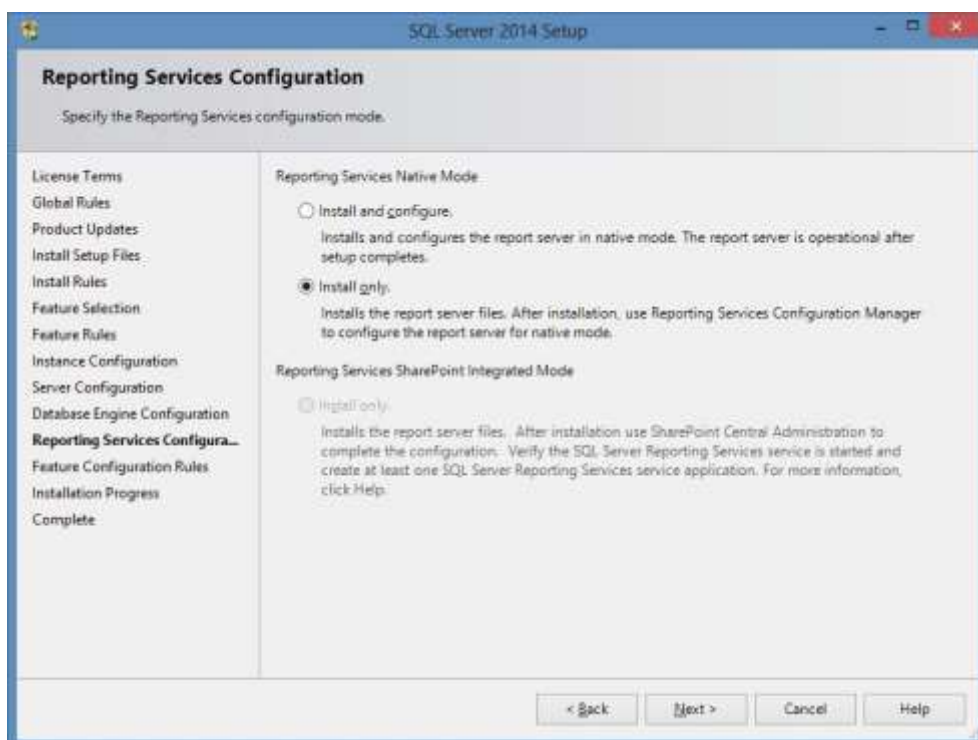 SQL Server 2014 Setup
Reporting Services Configuration
Specify the Reporting Services configuration mode.
License Terms
Global Rules
Product Updates
Install Setup Files
Install Rules
Feature Selection
Feature Rules
Instance Configuration
Server Configuration
Database Engine Configuration
Reporting Services Configura...
Feature Configuration Rules
Installation Progress
Complete
Reporting Services Native Mode
Install and configure.
Installs and configures the report server in native mode. The report server is operational after
setup completes.
Install only.
Installs the report server files. After installation, use Reporting Services Configuration Manager
to configure the report server for native mode.
Reporting Services SharePoint Integrated Mode
Install only.
Installs the report server files. After installation use SharePoint Central Administration to
complete the configuration. Verify the SQL Server Reporting Services service is started and
create at least one SQL Server Reporting Services service application. For more information,
click Help.
< Back
Next >
Cancel
Help